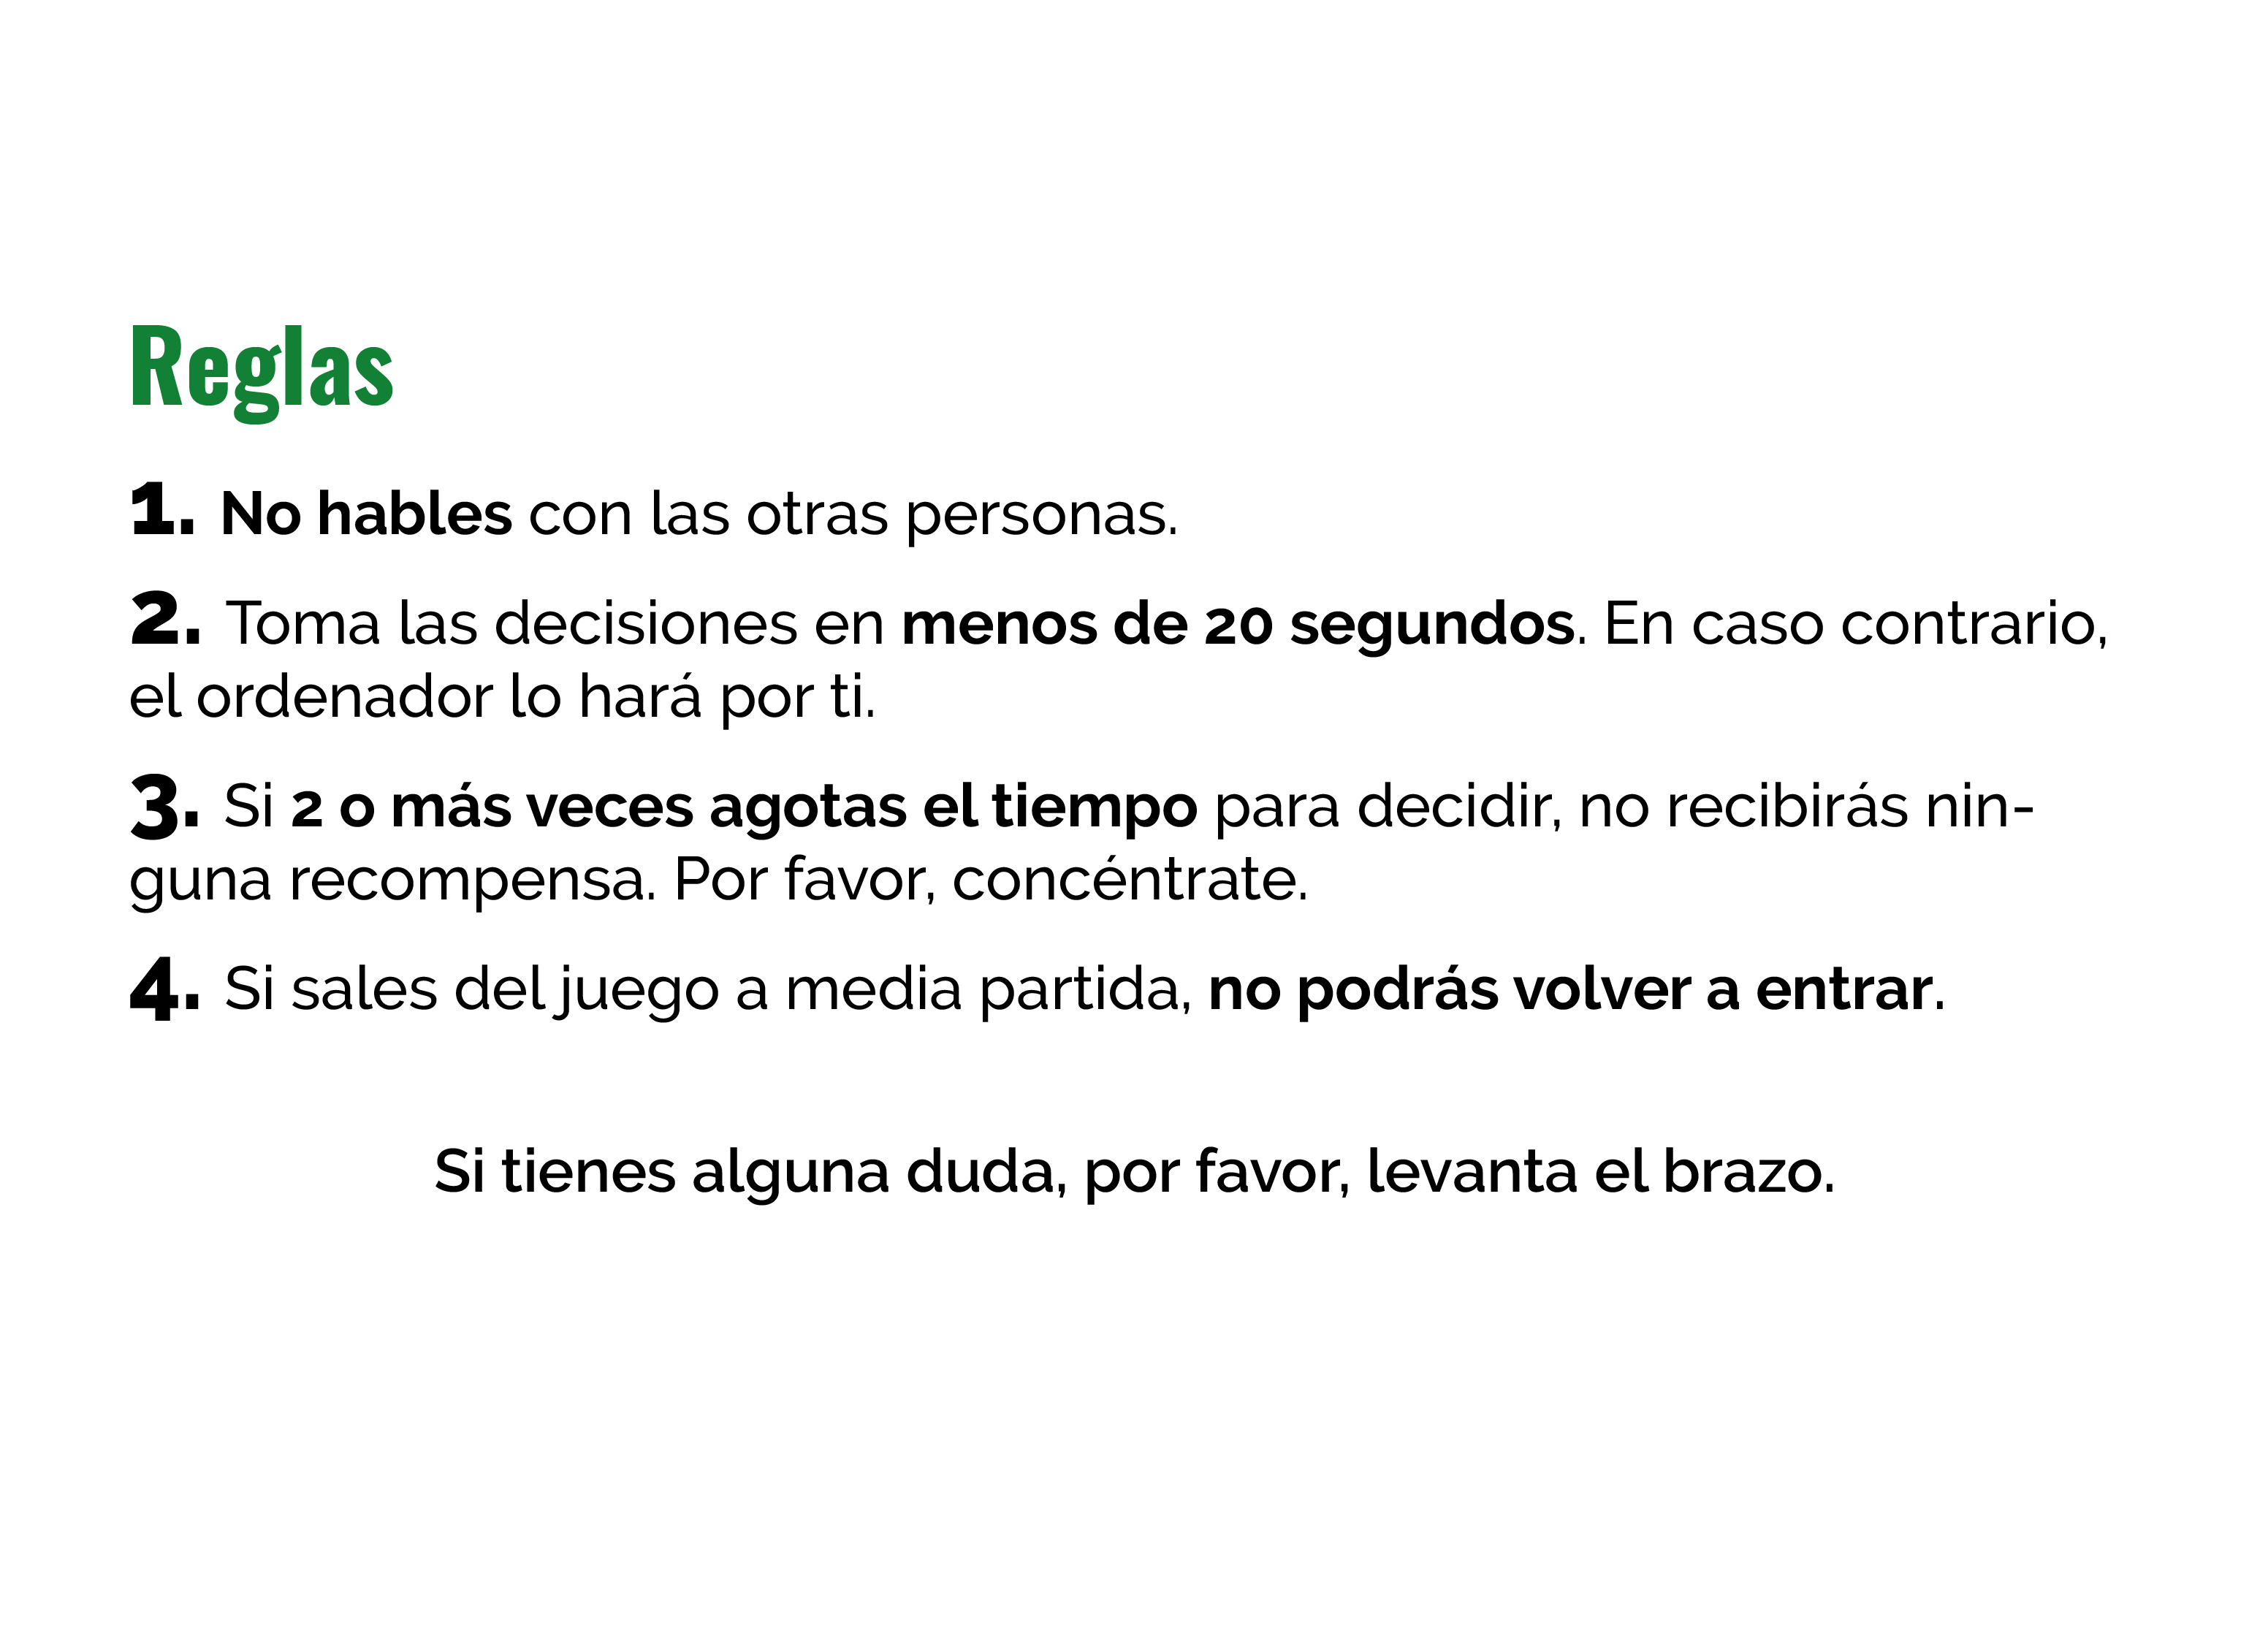 Reglas
1. No hables con las otras personas.
2. Toma las decisiones en menos de 20 segundos. En caso contrario,
el ordenador lo hará por ti.
3. Si 2 o más veces agotas el tiempo para decidir, no recibirás nin-
guna recompensa. Por favor, concéntrate.
4. Si sales del juego a media partida, no podrás volver a entrar.
Si tienes alguna duda, por favor, levanta el brazo.